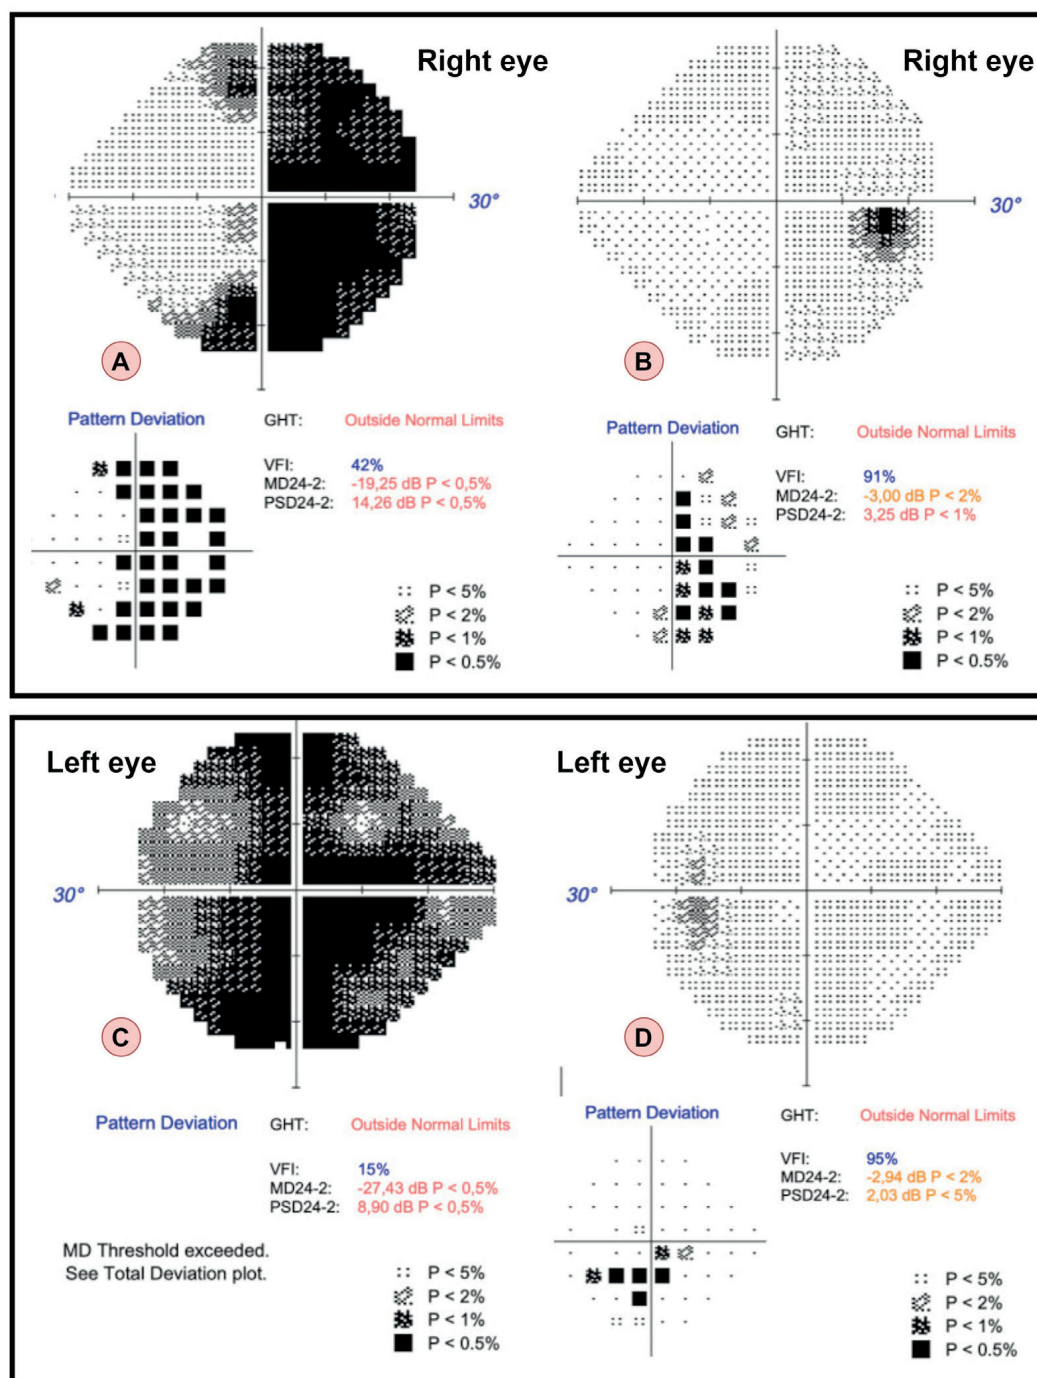 Right eye
30°
A
Pattern Deviation
GHT: Outside Normal Limits
VFI: 42%
MD24-2: -19,25 dB P < 0,5%
PSD24-2: 14,26 dB P < 0,5%
P < 5%
P < 2%
P < 1%
P < 0.5%
Right eye
30°
B
Pattern Deviation
GHT: Outside Normal Limits
VFI: 91%
MD24-2: -3,00 dB P < 2%
PSD24-2: 3,25 dB P < 1%
P < 5%
P < 2%
P < 1%
P < 0.5%
Left eye
30°
C
Pattern Deviation
GHT: Outside Normal Limits
VFI: 15%
MD24-2: -27,43 dB P < 0,5%
PSD24-2: 8,90 dB P < 0,5%
MD Threshold exceeded.
See Total Deviation plot.
P < 5%
P < 2%
P < 1%
P < 0.5%
Left eye
30°
D
Pattern Deviation
GHT: Outside Normal Limits
VFI: 95%
MD24-2: -2,94 dB P < 2%
PSD24-2: 2,03 dB P < 5%
P < 5%
P < 2%
P < 1%
P < 0.5%